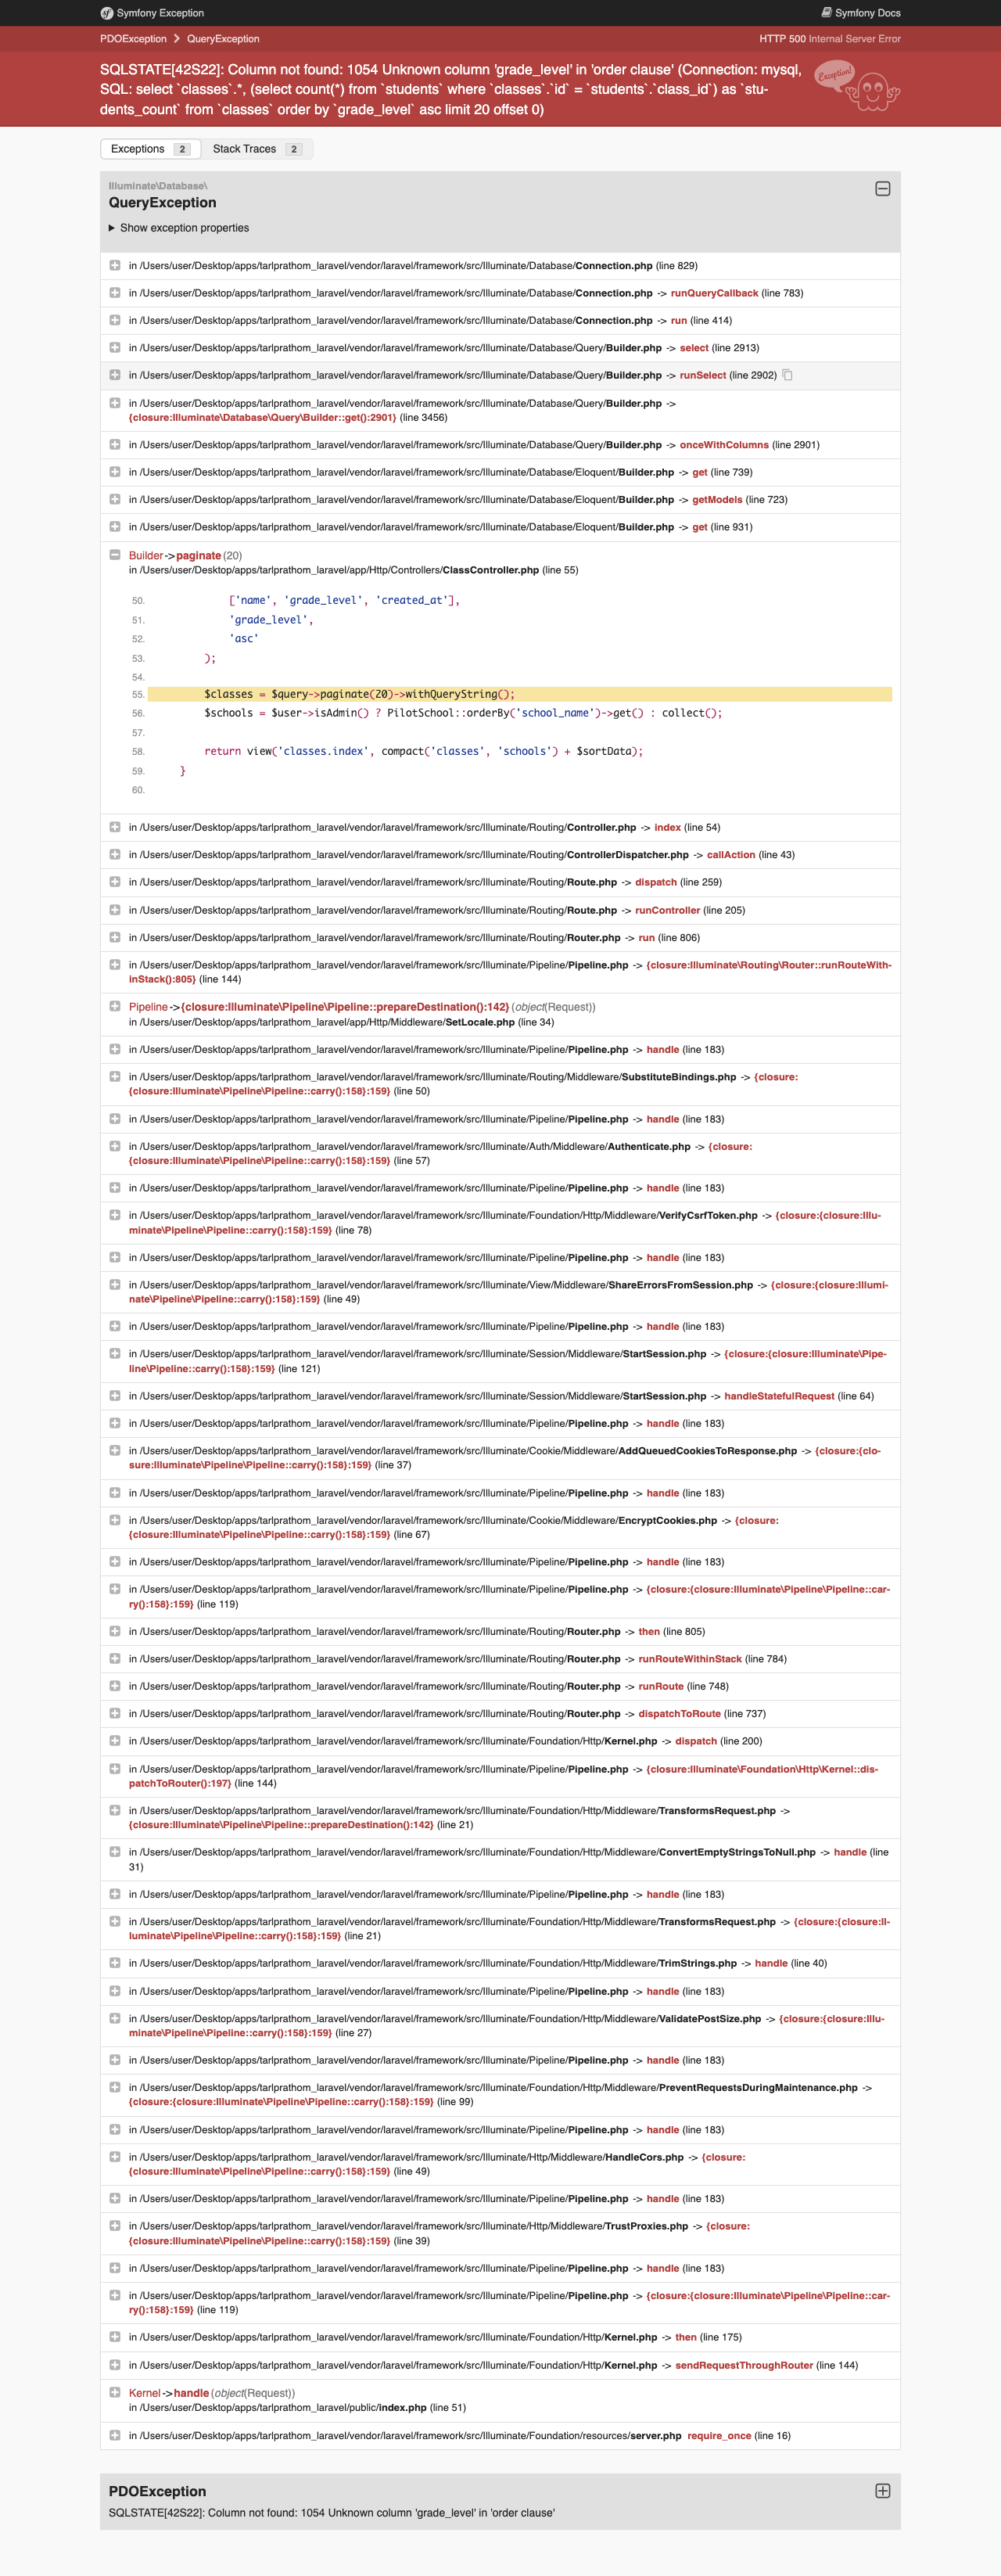 Symfony Exception
Symfony Docs
PDOException > QueryException
HTTP 500 Internal Server Error
SQLSTATE[42S22]: Column not found: 1054 Unknown column 'grade_level' in 'order clause' (Connection: mysql,
SQL: select `classes`.*, (select count(*) from `students` where `classes`.`id` = `students`.`class_id`) as `stu-
dents_count` from `classes` order by `grade_level` asc limit 20 offset 0)
Exception!
Exceptions 2
Stack Traces 2
Illuminate\Database\
QueryException
Show exception properties
in /Users/user/Desktop/apps/tarlprathom_laravel/vendor/laravel/framework/src/Illuminate/Database/Connection.php (line 829)
in /Users/user/Desktop/apps/tarlprathom_laravel/vendor/laravel/framework/src/Illuminate/Database/Connection.php -> runQueryCallback (line 783)
in /Users/user/Desktop/apps/tarlprathom_laravel/vendor/laravel/framework/src/Illuminate/Database/Connection.php -> run (line 414)
in /Users/user/Desktop/apps/tarlprathom_laravel/vendor/laravel/framework/src/Illuminate/Database/Query/Builder.php -> select (line 2913)
in /Users/user/Desktop/apps/tarlprathom_laravel/vendor/laravel/framework/src/Illuminate/Database/Query/Builder.php -> runSelect (line 2902)
in /Users/user/Desktop/apps/tarlprathom_laravel/vendor/laravel/framework/src/Illuminate/Database/Query/Builder.php ->
{closure:Illuminate\Database\Query\Builder::get():2901} (line 3456)
in /Users/user/Desktop/apps/tarlprathom_laravel/vendor/laravel/framework/src/Illuminate/Database/Query/Builder.php -> onceWithColumns (line 2901)
in /Users/user/Desktop/apps/tarlprathom_laravel/vendor/laravel/framework/src/Illuminate/Database/Eloquent/Builder.php -> get (line 739)
in /Users/user/Desktop/apps/tarlprathom_laravel/vendor/laravel/framework/src/Illuminate/Database/Eloquent/Builder.php -> getModels (line 723)
in /Users/user/Desktop/apps/tarlprathom_laravel/vendor/laravel/framework/src/Illuminate/Database/Eloquent/Builder.php -> get (line 931)
Builder->paginate (20)
in /Users/user/Desktop/apps/tarlprathom_laravel/app/Http/Controllers/ClassController.php (line 55)
50. ['name', 'grade_level', 'created_at'],
51. 'grade_level',
52. 'asc'
53. );
54.
55. $classes = $query->paginate(20)->withQueryString();
56. $schools = $user->isAdmin() ? PilotSchool::orderBy('school_name')->get() : collect();
57.
58. return view('classes.index', compact('classes', 'schools') + $sortData);
59. }
60.
in /Users/user/Desktop/apps/tarlprathom_laravel/vendor/laravel/framework/src/Illuminate/Routing/Controller.php -> index (line 54)
in /Users/user/Desktop/apps/tarlprathom_laravel/vendor/laravel/framework/src/Illuminate/Routing/ControllerDispatcher.php -> callAction (line 43)
in /Users/user/Desktop/apps/tarlprathom_laravel/vendor/laravel/framework/src/Illuminate/Routing/Route.php -> dispatch (line 259)
in /Users/user/Desktop/apps/tarlprathom_laravel/vendor/laravel/framework/src/Illuminate/Routing/Route.php -> runController (line 205)
in /Users/user/Desktop/apps/tarlprathom_laravel/vendor/laravel/framework/src/Illuminate/Routing/Router.php -> run (line 806)
in /Users/user/Desktop/apps/tarlprathom_laravel/vendor/laravel/framework/src/Illuminate/Pipeline/Pipeline.php -> {closure:Illuminate\Routing\Router::runRouteWith-
inStack():805} (line 144)
Pipeline->{closure:Illuminate\Pipeline\Pipeline::prepareDestination():142} (object(Request))
in /Users/user/Desktop/apps/tarlprathom_laravel/app/Http/Middleware/SetLocale.php (line 34)
in /Users/user/Desktop/apps/tarlprathom_laravel/vendor/laravel/framework/src/Illuminate/Pipeline/Pipeline.php -> handle (line 183)
in /Users/user/Desktop/apps/tarlprathom_laravel/vendor/laravel/framework/src/Illuminate/Routing/Middleware/SubstituteBindings.php -> {closure:
{closure:Illuminate\Pipeline\Pipeline::carry():158}:159} (line 50)
in /Users/user/Desktop/apps/tarlprathom_laravel/vendor/laravel/framework/src/Illuminate/Pipeline/Pipeline.php -> handle (line 183)
in /Users/user/Desktop/apps/tarlprathom_laravel/vendor/laravel/framework/src/Illuminate/Auth/Middleware/Authenticate.php -> {closure:
{closure:Illuminate\Pipeline\Pipeline::carry():158}:159} (line 57)
in /Users/user/Desktop/apps/tarlprathom_laravel/vendor/laravel/framework/src/Illuminate/Pipeline/Pipeline.php -> handle (line 183)
in /Users/user/Desktop/apps/tarlprathom_laravel/vendor/laravel/framework/src/Illuminate/Foundation/Http/Middleware/VerifyCsrfToken.php -> {closure:{closure:Illu-
minate\Pipeline\Pipeline::carry():158}:159} (line 78)
in /Users/user/Desktop/apps/tarlprathom_laravel/vendor/laravel/framework/src/Illuminate/Pipeline/Pipeline.php -> handle (line 183)
in /Users/user/Desktop/apps/tarlprathom_laravel/vendor/laravel/framework/src/Illuminate/View/Middleware/ShareErrorsFromSession.php -> {closure:{closure:Illumi-
nate\Pipeline\Pipeline::carry():158}:159} (line 49)
in /Users/user/Desktop/apps/tarlprathom_laravel/vendor/laravel/framework/src/Illuminate/Pipeline/Pipeline.php -> handle (line 183)
in /Users/user/Desktop/apps/tarlprathom_laravel/vendor/laravel/framework/src/Illuminate/Session/Middleware/StartSession.php -> {closure:{closure:Illuminate\Pipe-
line\Pipeline::carry():158}:159} (line 121)
in /Users/user/Desktop/apps/tarlprathom_laravel/vendor/laravel/framework/src/Illuminate/Session/Middleware/StartSession.php -> handleStatefulRequest (line 64)
in /Users/user/Desktop/apps/tarlprathom_laravel/vendor/laravel/framework/src/Illuminate/Pipeline/Pipeline.php -> handle (line 183)
in /Users/user/Desktop/apps/tarlprathom_laravel/vendor/laravel/framework/src/Illuminate/Cookie/Middleware/AddQueuedCookiesToResponse.php -> {closure:{clo-
sure:Illuminate\Pipeline\Pipeline::carry():158}:159} (line 37)
in /Users/user/Desktop/apps/tarlprathom_laravel/vendor/laravel/framework/src/Illuminate/Pipeline/Pipeline.php -> handle (line 183)
in /Users/user/Desktop/apps/tarlprathom_laravel/vendor/laravel/framework/src/Illuminate/Cookie/Middleware/EncryptCookies.php -> {closure:
{closure:Illuminate\Pipeline\Pipeline::carry():158}:159} (line 67)
in /Users/user/Desktop/apps/tarlprathom_laravel/vendor/laravel/framework/src/Illuminate/Pipeline/Pipeline.php -> handle (line 183)
in /Users/user/Desktop/apps/tarlprathom_laravel/vendor/laravel/framework/src/Illuminate/Pipeline/Pipeline.php -> {closure:{closure:Illuminate\Pipeline\Pipeline::car-
ry():158}:159} (line 119)
in /Users/user/Desktop/apps/tarlprathom_laravel/vendor/laravel/framework/src/Illuminate/Routing/Router.php -> then (line 805)
in /Users/user/Desktop/apps/tarlprathom_laravel/vendor/laravel/framework/src/Illuminate/Routing/Router.php -> runRouteWithinStack (line 784)
in /Users/user/Desktop/apps/tarlprathom_laravel/vendor/laravel/framework/src/Illuminate/Routing/Router.php -> runRoute (line 748)
in /Users/user/Desktop/apps/tarlprathom_laravel/vendor/laravel/framework/src/Illuminate/Routing/Router.php -> dispatchToRoute (line 737)
in /Users/user/Desktop/apps/tarlprathom_laravel/vendor/laravel/framework/src/Illuminate/Foundation/Http/Kernel.php -> dispatch (line 200)
in /Users/user/Desktop/apps/tarlprathom_laravel/vendor/laravel/framework/src/Illuminate/Pipeline/Pipeline.php -> {closure:Illuminate\Foundation\Http\Kernel::dis-
patchToRouter():197} (line 144)
in /Users/user/Desktop/apps/tarlprathom_laravel/vendor/laravel/framework/src/Illuminate/Foundation/Http/Middleware/TransformsRequest.php ->
{closure:Illuminate\Pipeline\Pipeline::prepareDestination():142} (line 21)
in /Users/user/Desktop/apps/tarlprathom_laravel/vendor/laravel/framework/src/Illuminate/Foundation/Http/Middleware/ConvertEmptyStringsToNull.php -> handle (line
31)
in /Users/user/Desktop/apps/tarlprathom_laravel/vendor/laravel/framework/src/Illuminate/Pipeline/Pipeline.php -> handle (line 183)
in /Users/user/Desktop/apps/tarlprathom_laravel/vendor/laravel/framework/src/Illuminate/Foundation/Http/Middleware/TransformsRequest.php -> {closure:{closure:Il-
luminate\Pipeline\Pipeline::carry():158}:159} (line 21)
in /Users/user/Desktop/apps/tarlprathom_laravel/vendor/laravel/framework/src/Illuminate/Foundation/Http/Middleware/TrimStrings.php -> handle (line 40)
in /Users/user/Desktop/apps/tarlprathom_laravel/vendor/laravel/framework/src/Illuminate/Pipeline/Pipeline.php -> handle (line 183)
in /Users/user/Desktop/apps/tarlprathom_laravel/vendor/laravel/framework/src/Illuminate/Foundation/Http/Middleware/ValidatePostSize.php -> {closure:{closure:Illu-
minate\Pipeline\Pipeline::carry():158}:159} (line 27)
in /Users/user/Desktop/apps/tarlprathom_laravel/vendor/laravel/framework/src/Illuminate/Pipeline/Pipeline.php -> handle (line 183)
in /Users/user/Desktop/apps/tarlprathom_laravel/vendor/laravel/framework/src/Illuminate/Foundation/Http/Middleware/PreventRequestsDuringMaintenance.php ->
{closure:{closure:Illuminate\Pipeline\Pipeline::carry():158}:159} (line 99)
in /Users/user/Desktop/apps/tarlprathom_laravel/vendor/laravel/framework/src/Illuminate/Pipeline/Pipeline.php -> handle (line 183)
in /Users/user/Desktop/apps/tarlprathom_laravel/vendor/laravel/framework/src/Illuminate/Http/Middleware/HandleCors.php -> {closure:
{closure:Illuminate\Pipeline\Pipeline::carry():158}:159} (line 49)
in /Users/user/Desktop/apps/tarlprathom_laravel/vendor/laravel/framework/src/Illuminate/Pipeline/Pipeline.php -> handle (line 183)
in /Users/user/Desktop/apps/tarlprathom_laravel/vendor/laravel/framework/src/Illuminate/Http/Middleware/TrustProxies.php -> {closure:
{closure:Illuminate\Pipeline\Pipeline::carry():158}:159} (line 39)
in /Users/user/Desktop/apps/tarlprathom_laravel/vendor/laravel/framework/src/Illuminate/Pipeline/Pipeline.php -> handle (line 183)
in /Users/user/Desktop/apps/tarlprathom_laravel/vendor/laravel/framework/src/Illuminate/Pipeline/Pipeline.php -> {closure:{closure:Illuminate\Pipeline\Pipeline::car-
ry():158}:159} (line 119)
in /Users/user/Desktop/apps/tarlprathom_laravel/vendor/laravel/framework/src/Illuminate/Foundation/Http/Kernel.php -> then (line 175)
in /Users/user/Desktop/apps/tarlprathom_laravel/vendor/laravel/framework/src/Illuminate/Foundation/Http/Kernel.php -> sendRequestThroughRouter (line 144)
Kernel->handle (object(Request))
in /Users/user/Desktop/apps/tarlprathom_laravel/public/index.php (line 51)
in /Users/user/Desktop/apps/tarlprathom_laravel/vendor/laravel/framework/src/Illuminate/Foundation/resources/server.php require_once (line 16)
PDOException
SQLSTATE[42S22]: Column not found: 1054 Unknown column 'grade_level' in 'order clause'